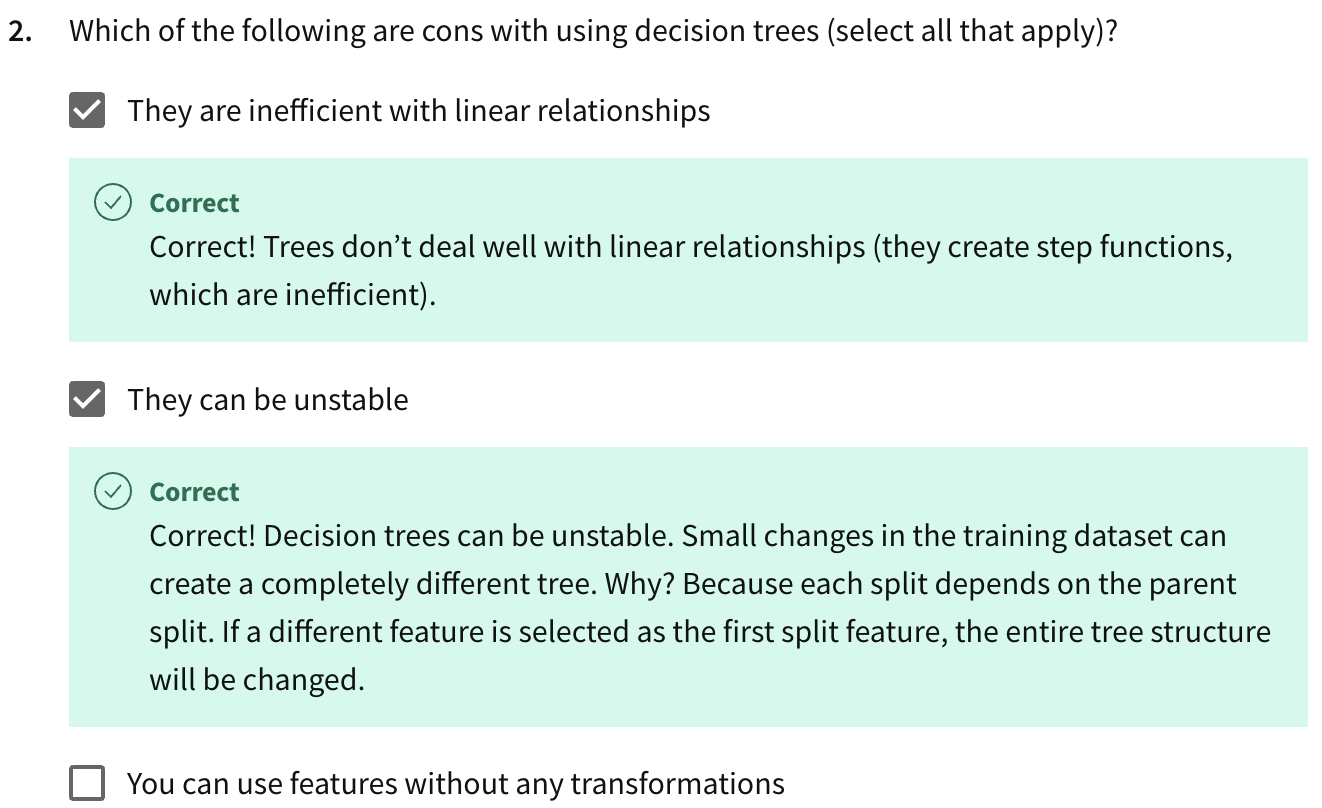 2. Which of the following are cons with using decision trees (select all that apply)?
They are inefficient with linear relationships
Correct
Correct! Trees don’t deal well with linear relationships (they create step functions,
which are inefficient).
They can be unstable
Correct
Correct! Decision trees can be unstable. Small changes in the training dataset can
create a completely different tree. Why? Because each split depends on the parent
split. If a different feature is selected as the first split feature, the entire tree structure
will be changed.
You can use features without any transformations